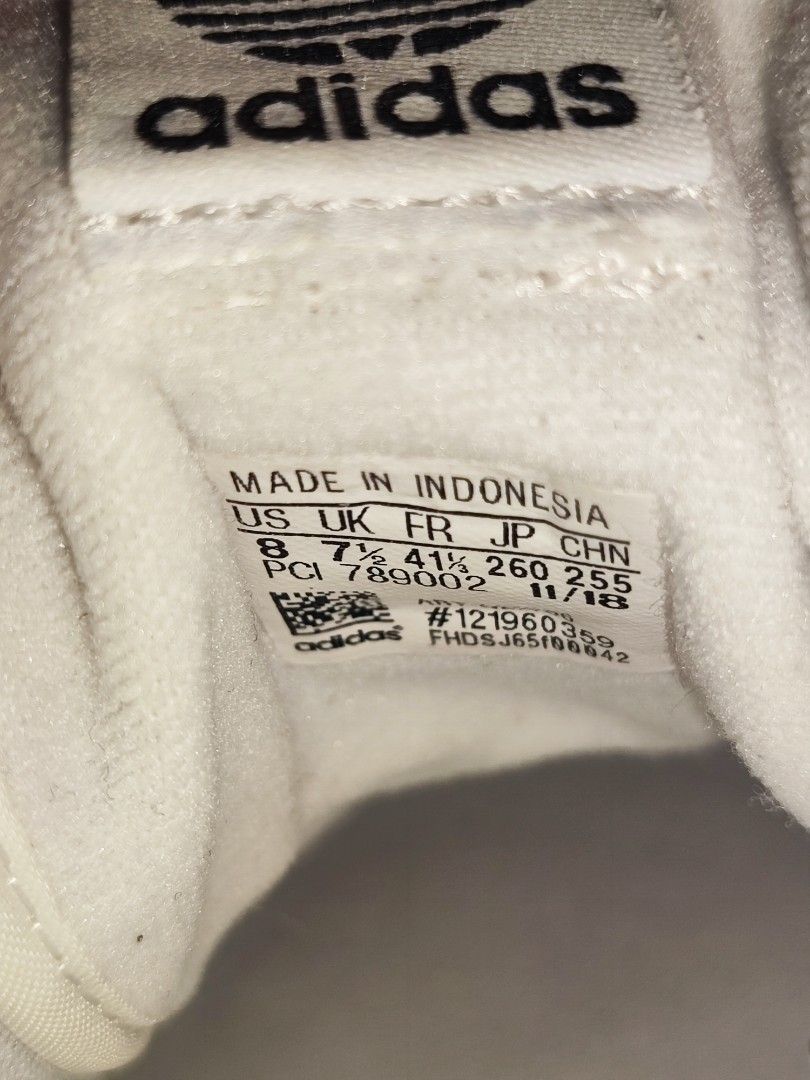 adidas
MADE IN INDONESIA
US UK FR JP CHN
8 7½ 41⅓ 260 255
PCI 789002 11/18
#121960359
adidas
FHDSJ65f00042